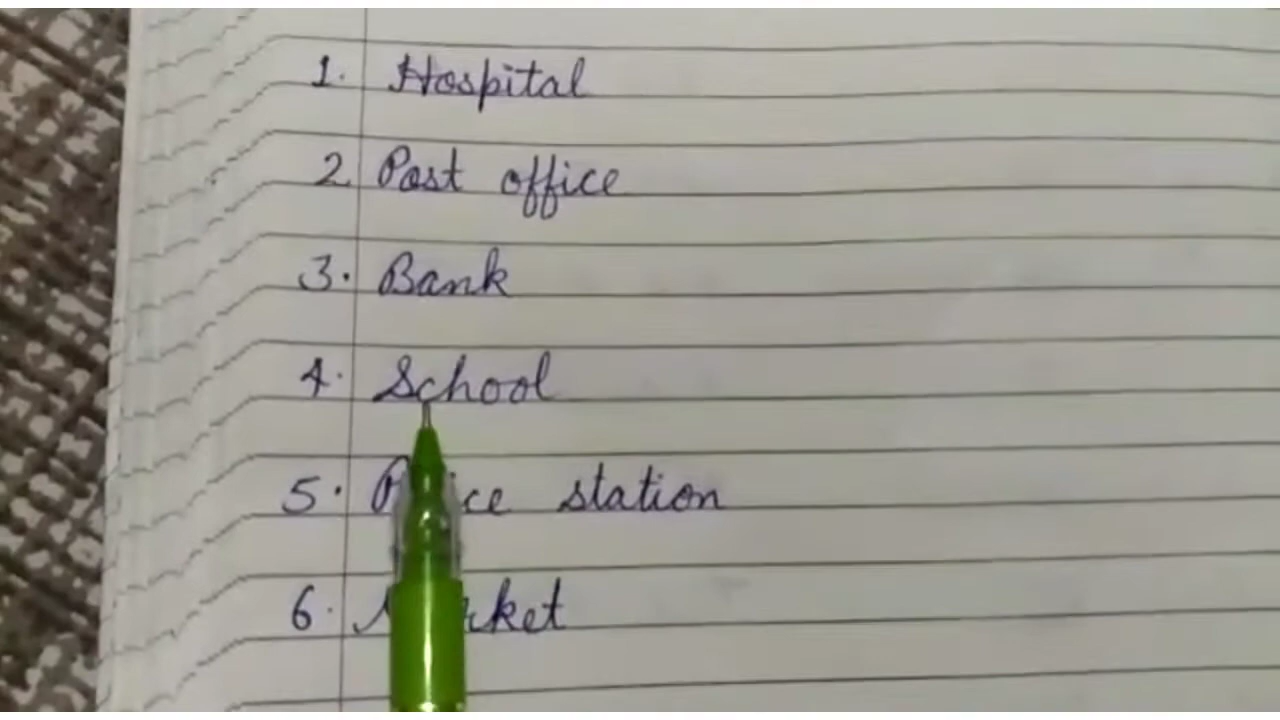 1. Hospital
2. Post office
3. Bank
4. School
5. station
6.